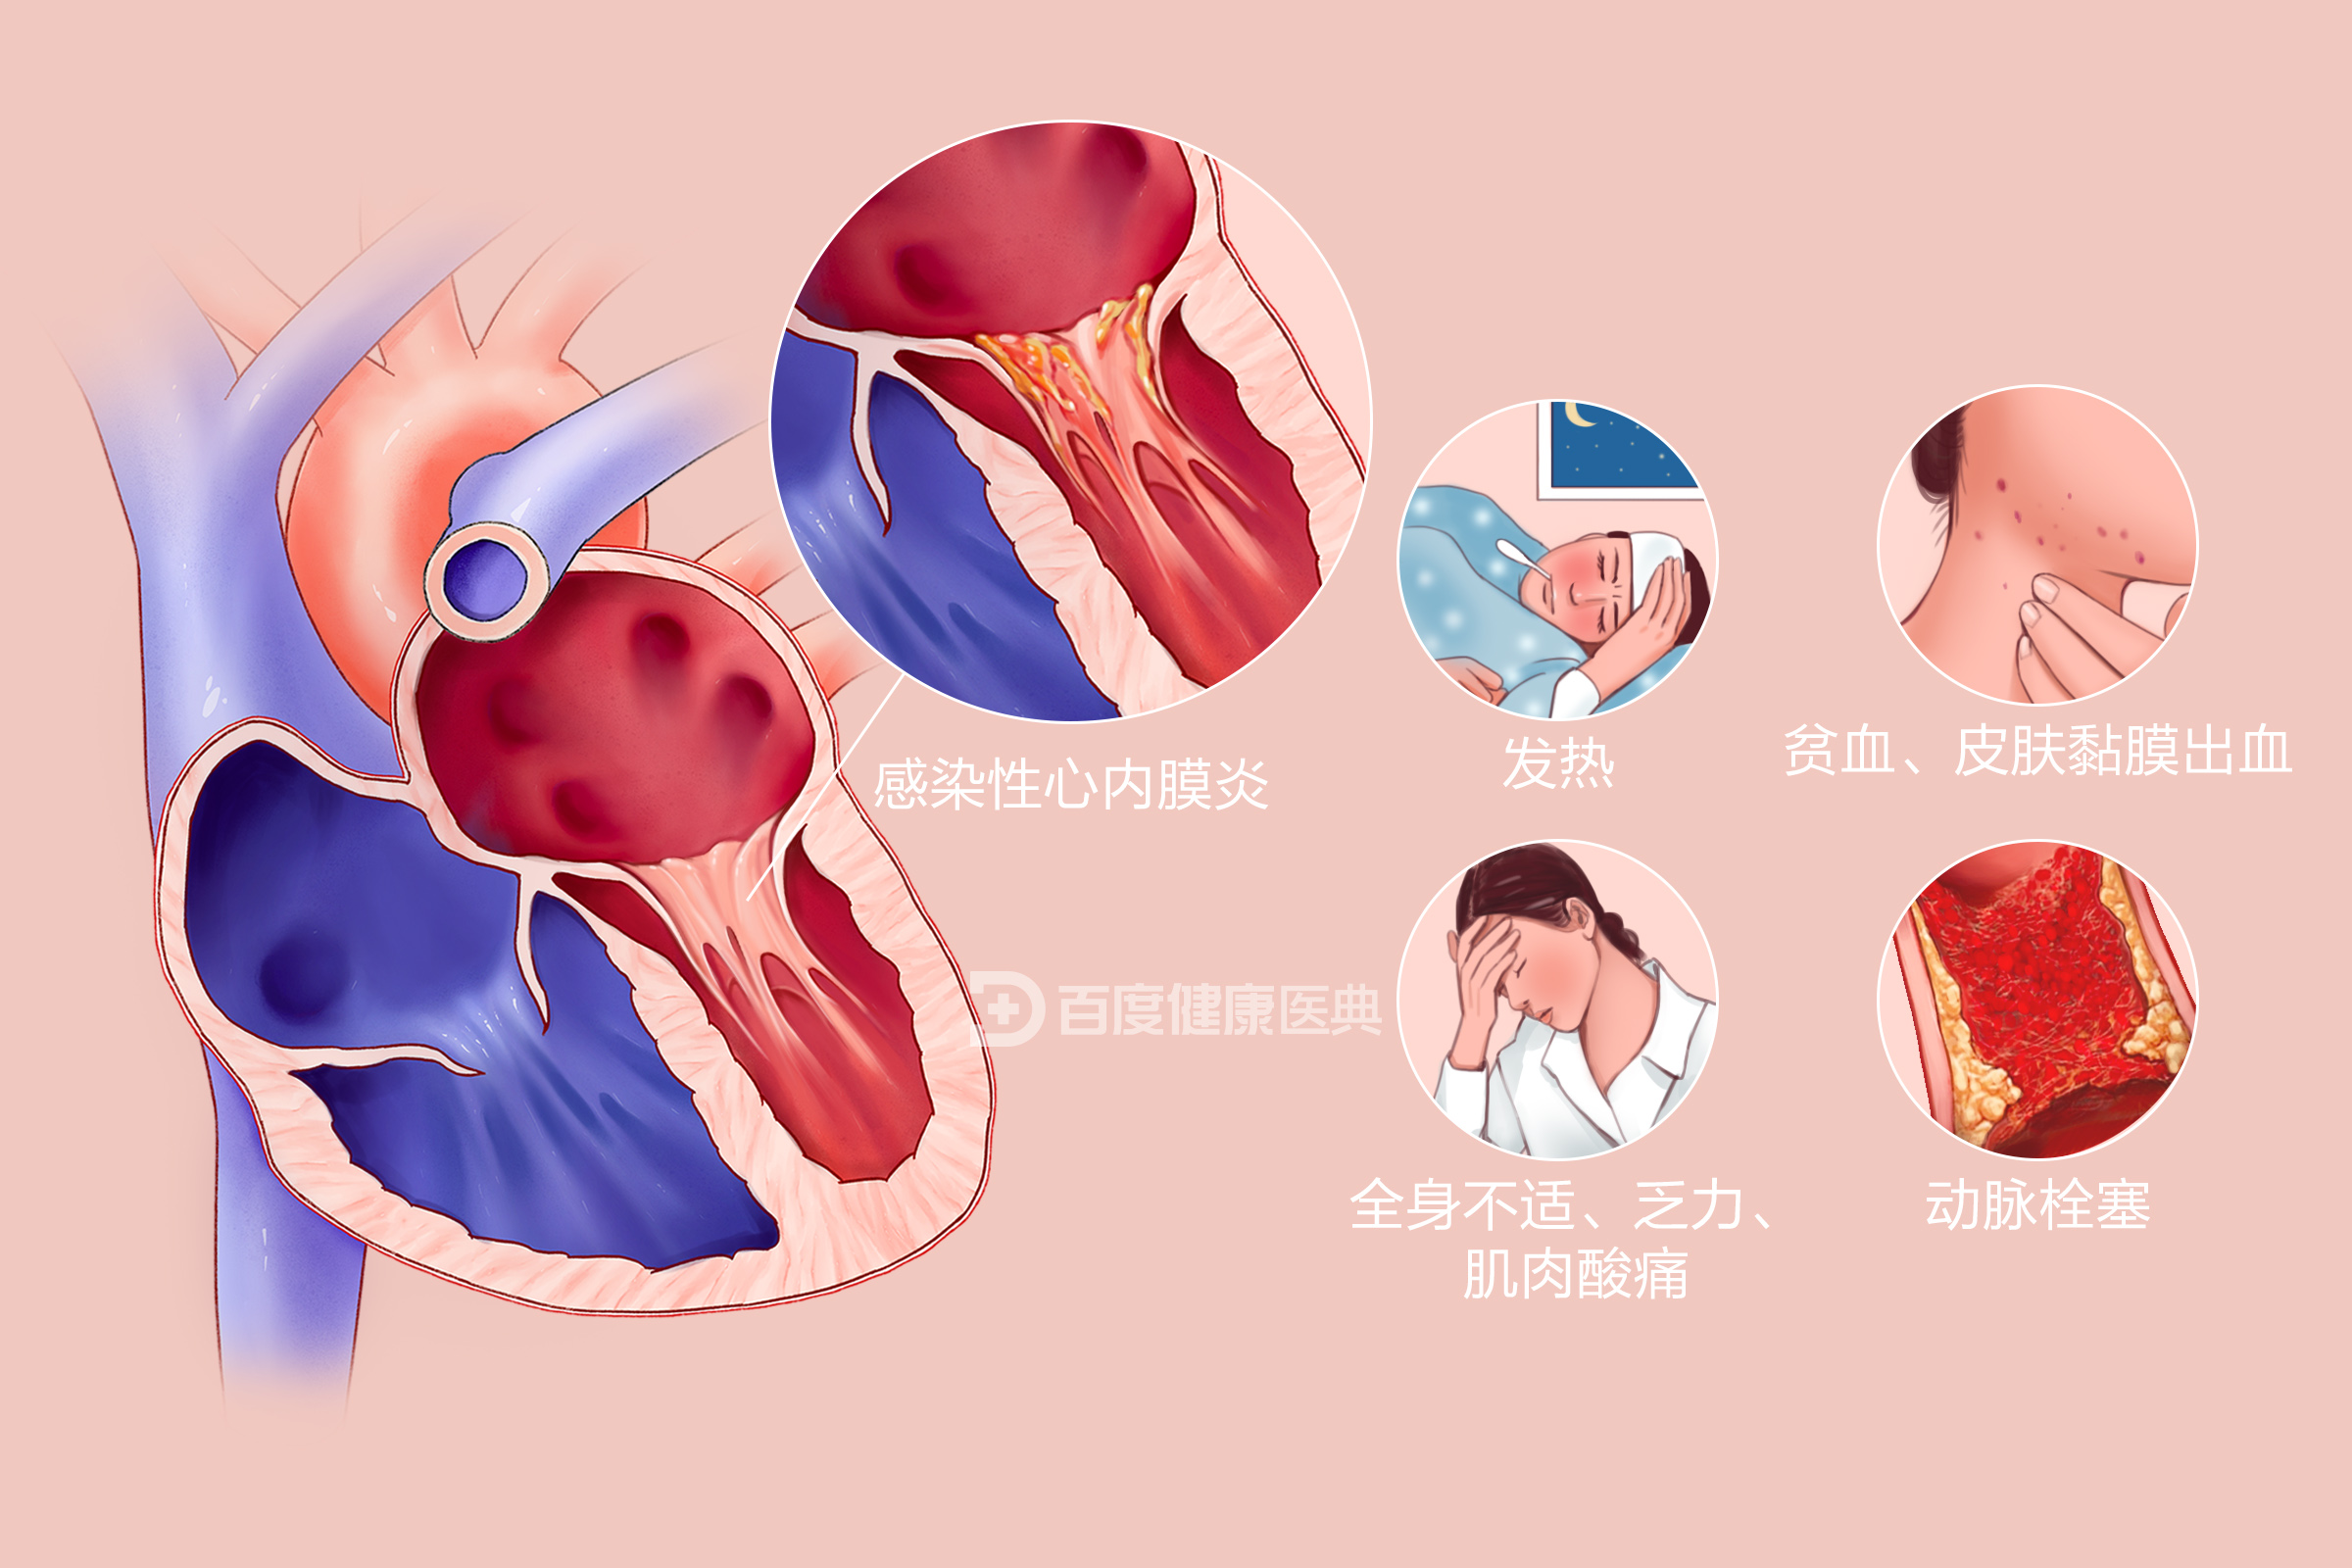 感染性心内膜炎
发热
贫血、皮肤黏膜出血
百度健康医典
全身不适、乏力、
肌肉酸痛
动脉栓塞